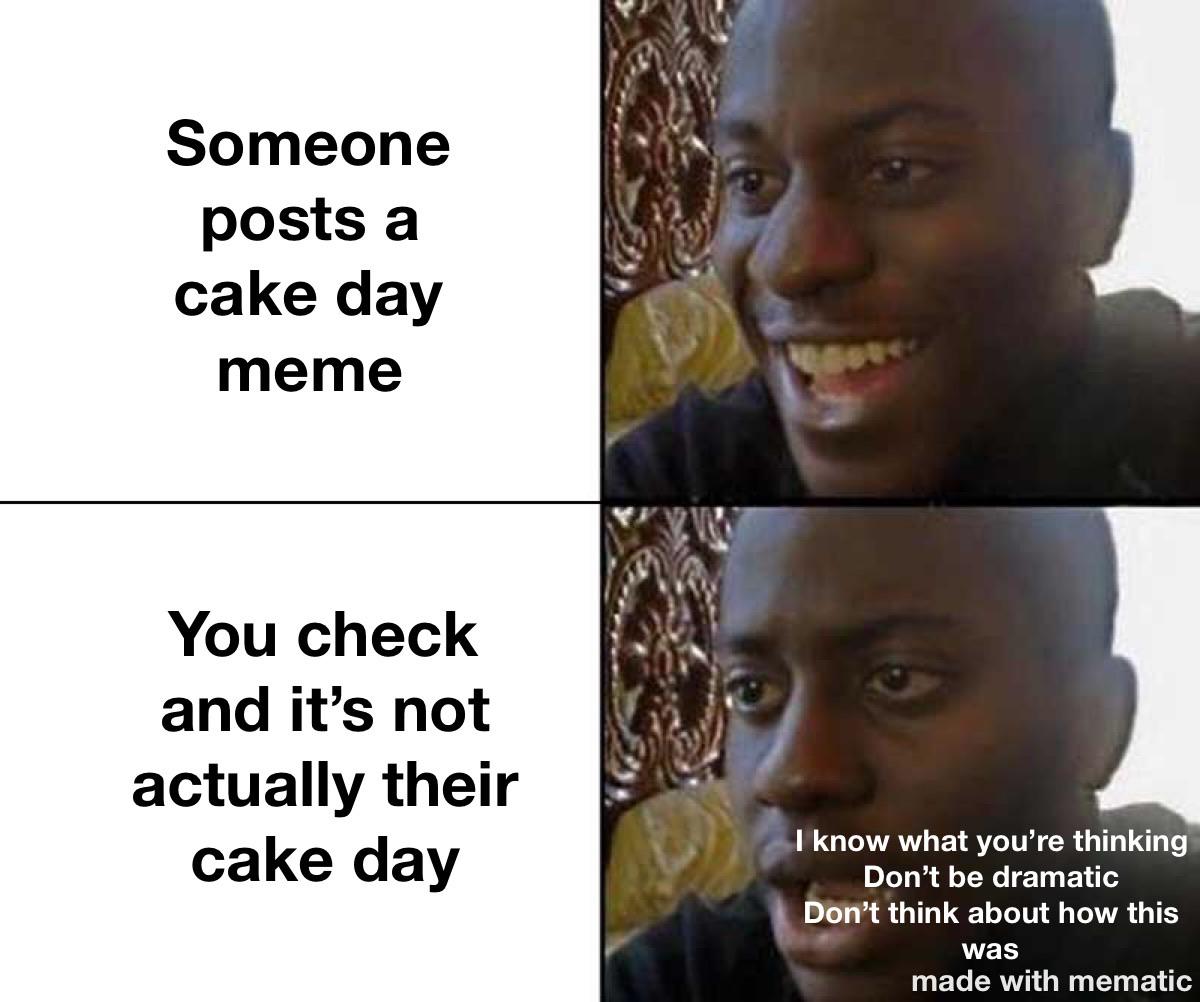 Someone
posts a
cake day
meme
You check
and it’s not
actually their
cake day
I know what you’re thinking
Don’t be dramatic
Don’t think about how this
was
made with mematic